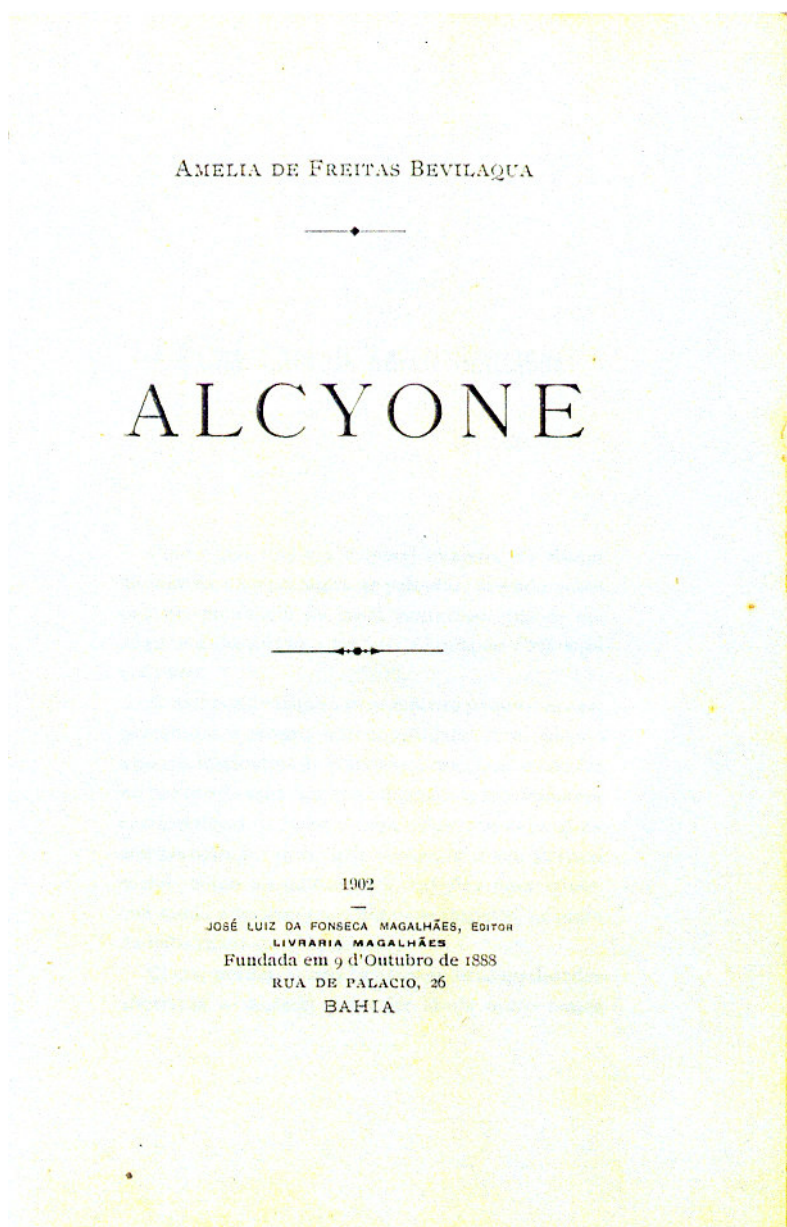 AMELIA DE FREITAS BEVILAQUA
ALCYONE
1902
JOSÉ LUIZ DA FONSECA MAGALHÃES, EDITOR
LIVRARIA MAGALHÃES
Fundada em 9 d'Outubro de 1888
RUA DE PALACIO, 26
BAHIA